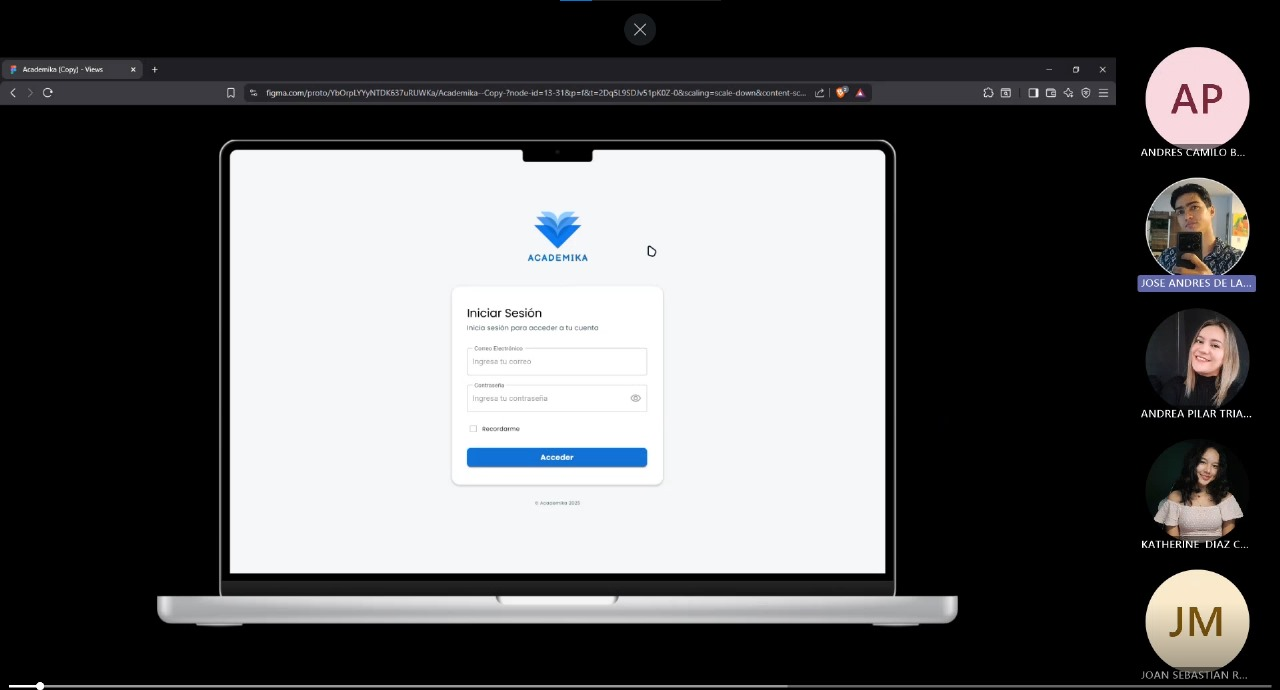 Academika (Copy) - Views
figma.com/proto/YbOrpLYYyNTDK637uRUWKa/Academika--Copy-?node-id=13-31&p=f&t=2Dq5L9SDJv51pK0Z-0&scaling=scale-down&content-sc...
ACADEMIKA
Iniciar Sesión
Inicia sesión para acceder a tu cuenta
Correo Electrónico
Ingresa tu correo
Contraseña
Ingresa tu contraseña
Recordarme
Acceder
© Academika 2025
AP
ANDRES CAMILO B...
JOSE ANDRES DE LA...
ANDREA PILAR TRIA...
KATHERINE DIAZ C...
JM
JOAN SEBASTIAN R...